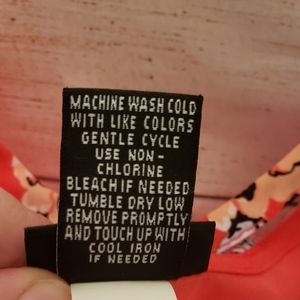 MACHINE WASH COLD
WITH LIKE COLORS
GENTLE CYCLE
USE NON-
CHLORINE
BLEACH IF NEEDED
TUMBLE DRY LOW
REMOVE PROMPTLY
AND TOUCH UP WITH
COOL IRON
IF NEEDED